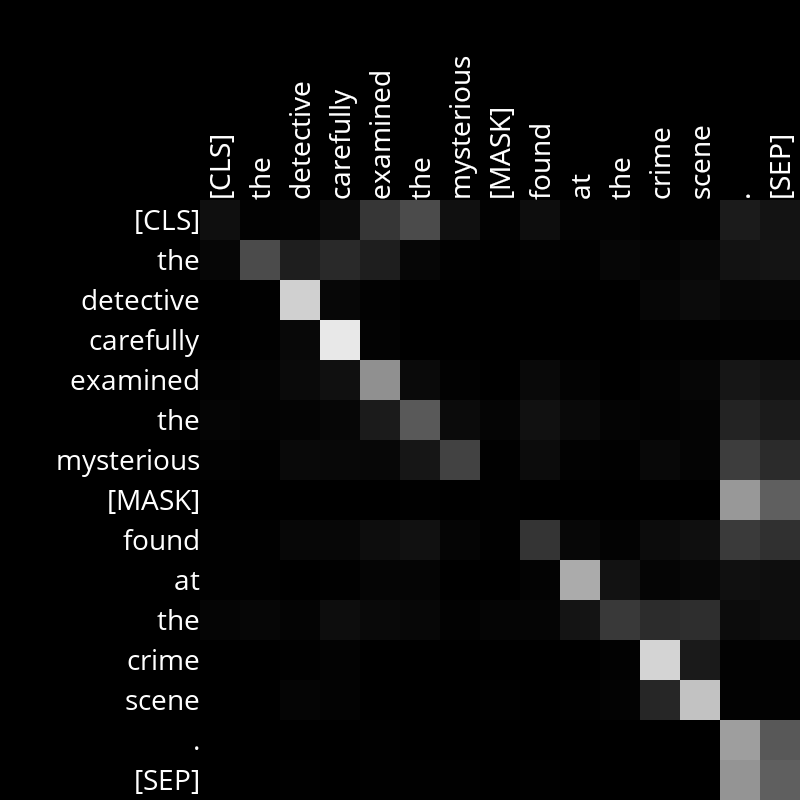 [CLS]
the
detective
carefully
examined
the
mysterious
[MASK]
found
at
the
crime
scene
.
[SEP]
[CLS]
the
detective
carefully
examined
the
mysterious
[MASK]
found
at
the
crime
scene
.
[SEP]